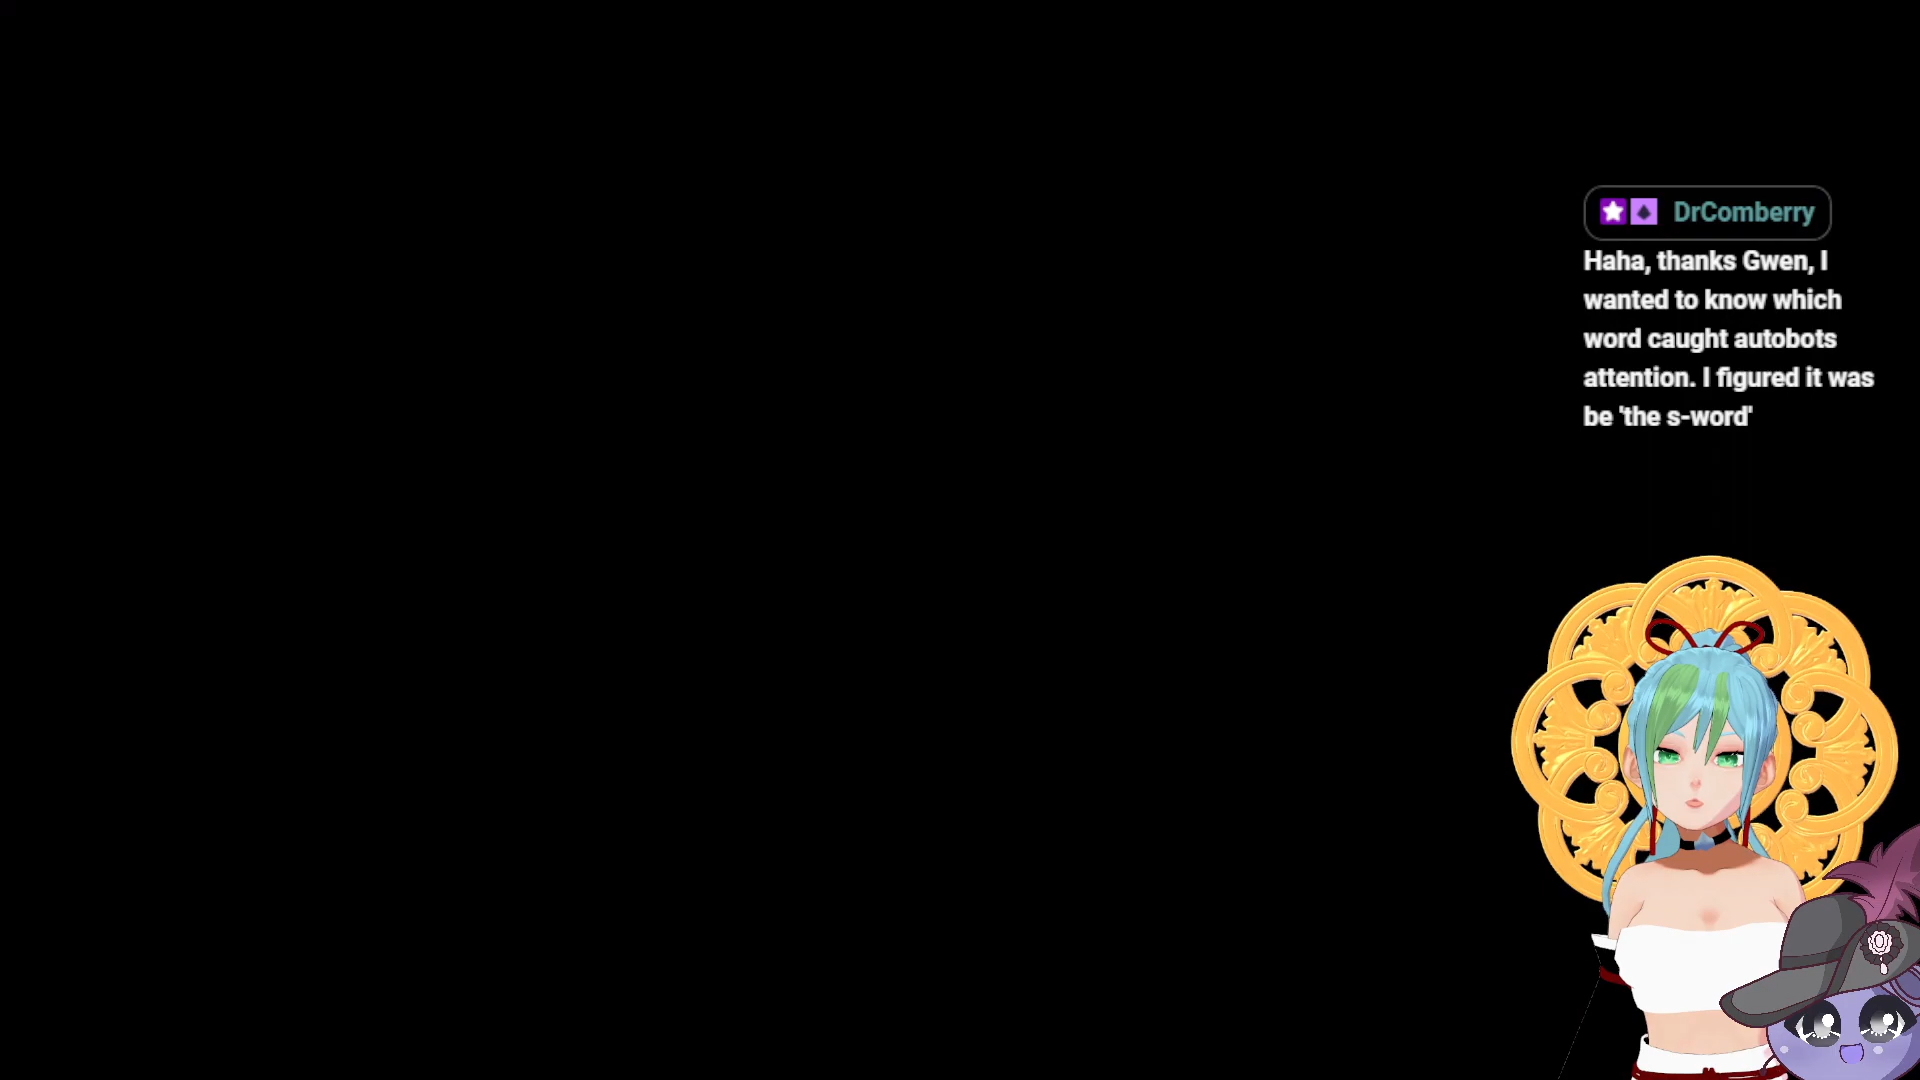 DrComberry
Haha, thanks Gwen, I
wanted to know which
word caught autobots
attention. I figured it was
be 'the s-word'